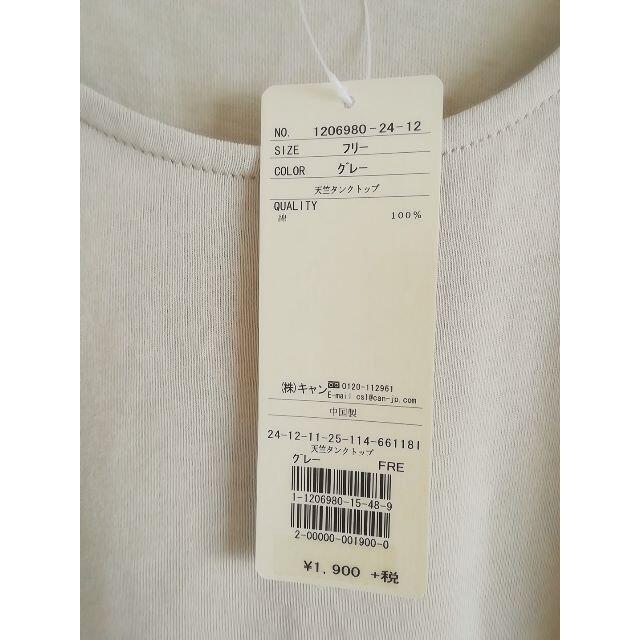 NO. 1206980-24-12
SIZE フリー
COLOR グレー
天竺タンクトップ
QUALITY
綿 100%
(株)キャン 0120-112961
E-mail cs1@can-jp.com
中国製
24-12-11-25-114-661181
天竺タンクトップ
グレー FRE
1-1206980-15-48-9
2-00000-001900-0
¥1,900 +税